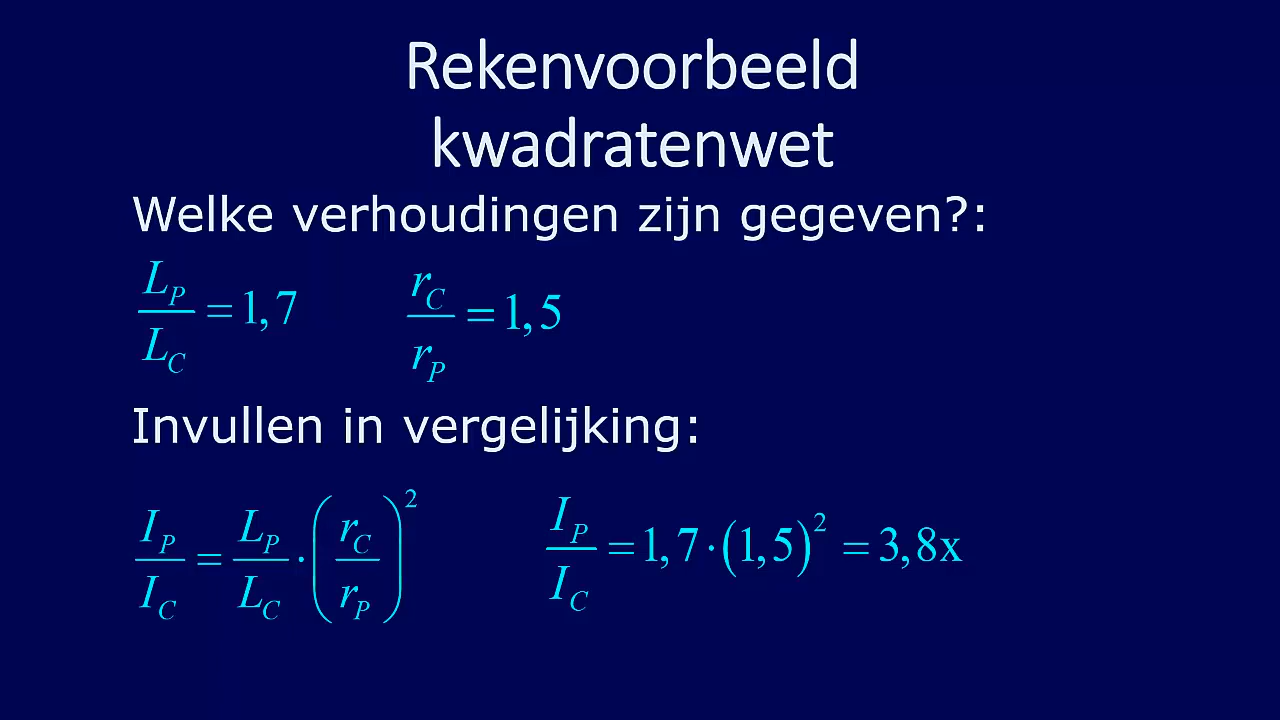 Rekenvoorbeeld
kwadratenwet
Welke verhoudingen zijn gegeven?:
L_P / L_C = 1,7    r_C / r_P = 1,5
Invullen in vergelijking:
I_P / I_C = L_P / L_C · (r_C / r_P)²    I_P / I_C = 1,7 · (1,5)² = 3,8x